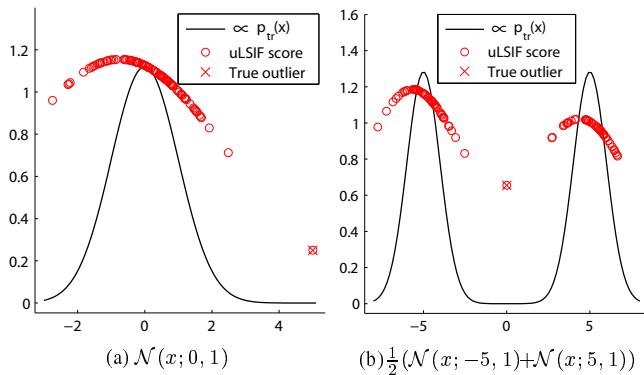 ∝ p_tr(x)
uLSIF score
True outlier
1.2
1
0.8
0.6
0.4
0.2
0
−2 0 2 4
(a) 𝒩(x; 0, 1)
∝ p_tr(x)
uLSIF score
True outlier
1.6
1.4
1.2
1
0.8
0.6
0.4
0.2
0
−5 0 5
(b) 1/2(𝒩(x; −5, 1)+𝒩(x; 5, 1))